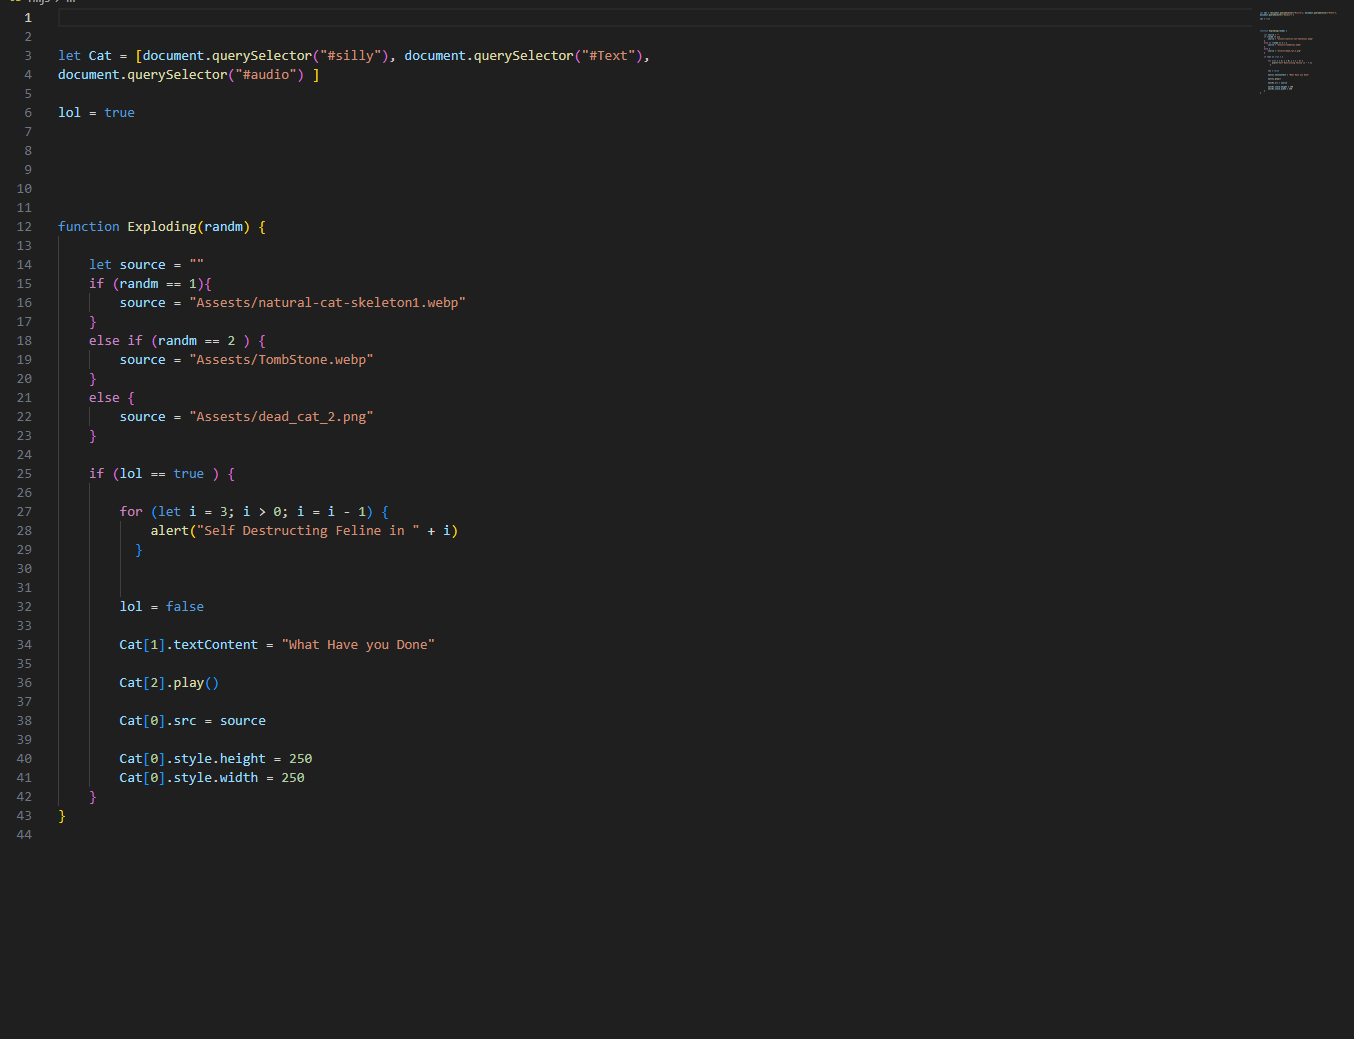 1
2
3 let Cat = [document.querySelector("#silly"), document.querySelector("#Text"),
4 document.querySelector("#audio") ]
5
6 lol = true
7
8
9
10
11
12 function Exploding(randm) {
13
14 let source = ""
15 if (randm == 1){
16 source = "Assests/natural-cat-skeleton1.webp"
17 }
18 else if (randm == 2 ) {
19 source = "Assests/TombStone.webp"
20 }
21 else {
22 source = "Assests/dead_cat_2.png"
23 }
24
25 if (lol == true ) {
26
27 for (let i = 3; i > 0; i = i - 1) {
28 alert("Self Destructing Feline in " + i)
29 }
30
31
32 lol = false
33
34 Cat[1].textContent = "What Have you Done"
35
36 Cat[2].play()
37
38 Cat[0].src = source
39
40 Cat[0].style.height = 250
41 Cat[0].style.width = 250
42 }
43 }
44